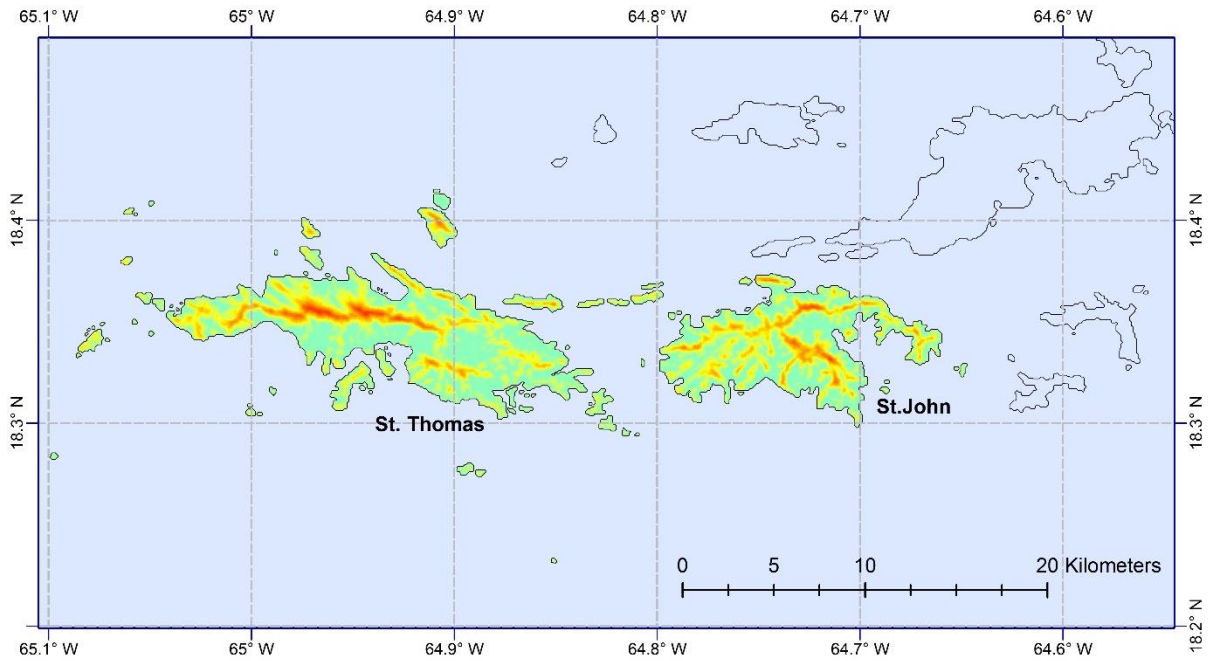 65.1° W 65° W 64.9° W 64.8° W 64.7° W 64.6° W
18.4° N 18.4° N
18.3° N 18.3° N
St. Thomas
St.John
0 5 10 20 Kilometers
18.2° N
65.1° W 65° W 64.9° W 64.8° W 64.7° W 64.6° W